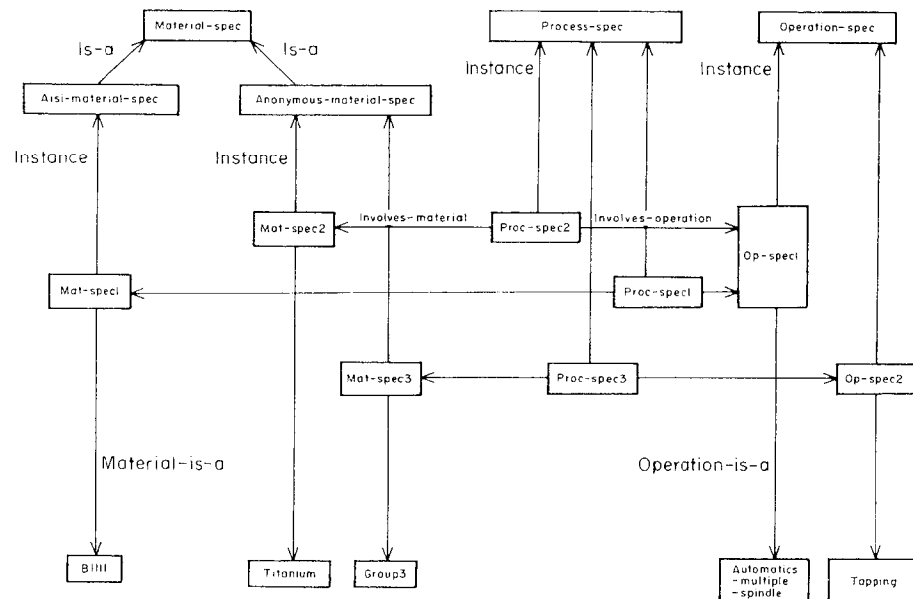 Material-spec
Process-spec
Operation-spec
Is-a
Is-a
Instance
Instance
Aisi-material-spec
Anonymous-material-spec
Instance
Instance
Involves-material
Involves-operation
Mat-spec2
Proc-spec2
Op-spec1
Mat-spec1
Proc-spec1
Mat-spec3
Proc-spec3
Op-spec2
Material-is-a
Operation-is-a
B1111
Titanium
Group3
Automatics
-multiple
-spindle
Tapping